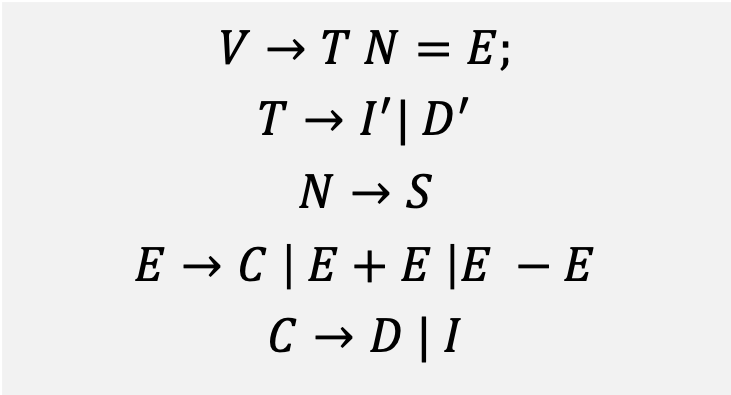 V → T N = E;
T → I′| D′
N → S
E → C | E + E |E − E
C → D | I